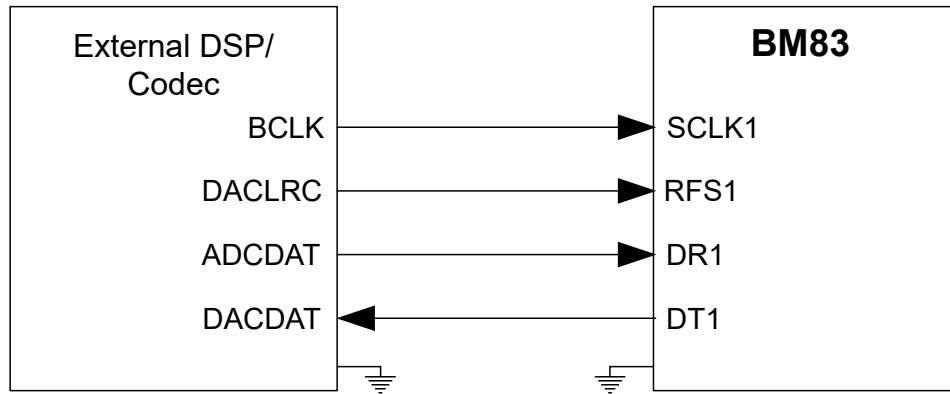 External DSP/
Codec
BM83
BCLK
SCLK1
DACLRC
RFS1
ADCDAT
DR1
DACDAT
DT1